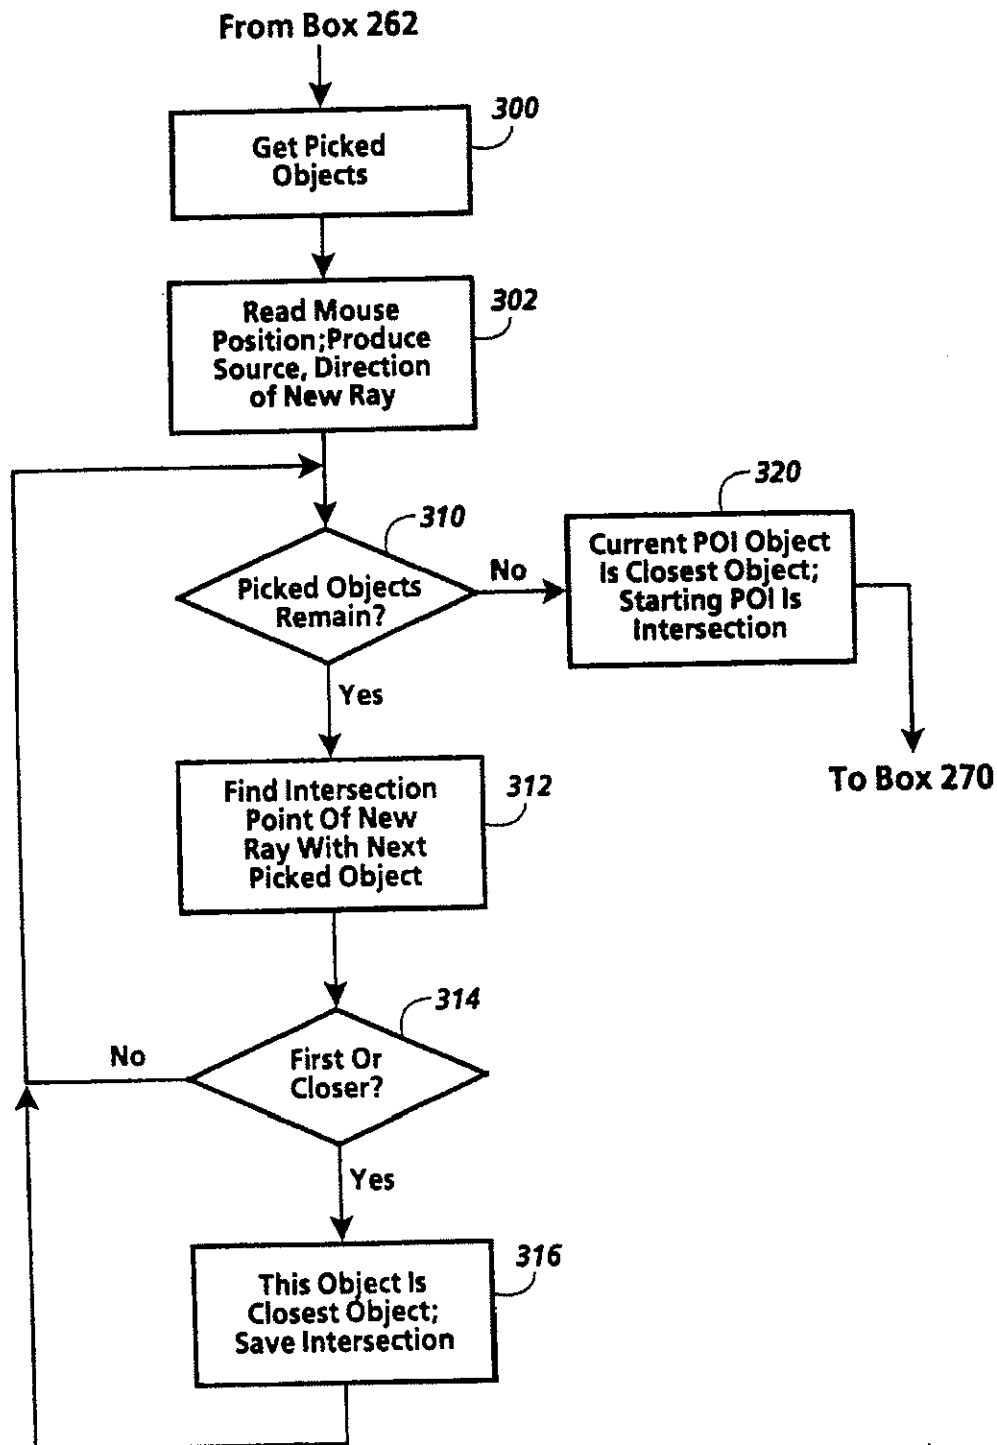 From Box 262
300
Get Picked
Objects
302
Read Mouse
Position;Produce
Source, Direction
of New Ray
310
Picked Objects
Remain?
No
320
Current POI Object
Is Closest Object;
Starting POI Is
Intersection
Yes
To Box 270
312
Find Intersection
Point Of New
Ray With Next
Picked Object
314
First Or
Closer?
No
Yes
316
This Object Is
Closest Object;
Save Intersection